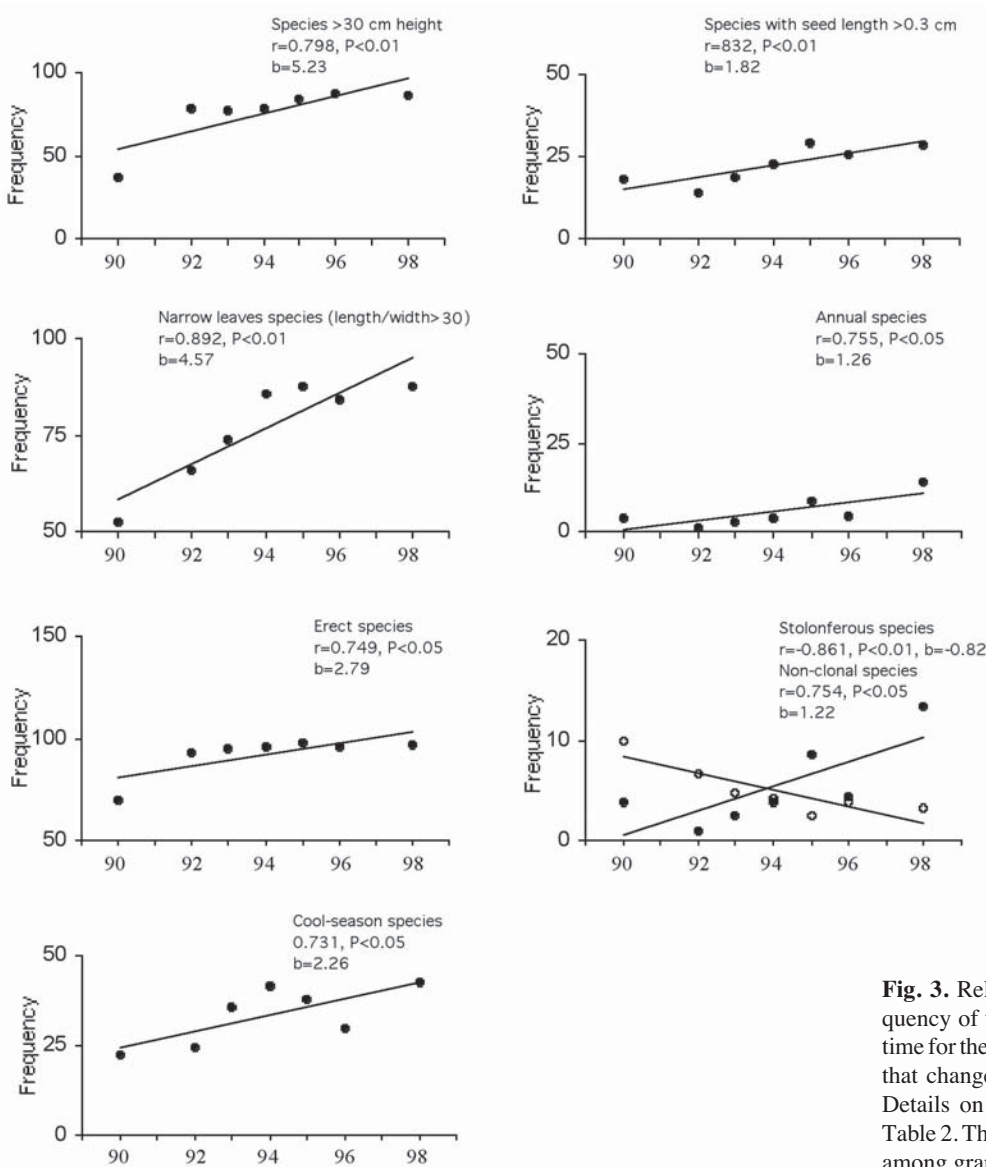 Species >30 cm height
r=0.798, P<0.01
b=5.23
100
50
0
Frequency
90 92 94 96 98
Species with seed length >0.3 cm
r=832, P<0.01
b=1.82
50
25
0
Frequency
90 92 94 96 98
Narrow leaves species (length/width>30)
r=0.892, P<0.01
b=4.57
100
75
50
Frequency
90 92 94 96 98
Annual species
r=0.755, P<0.05
b=1.26
50
25
0
Frequency
90 92 94 96 98
Erect species
r=0.749, P<0.05
b=2.79
150
100
50
Frequency
90 92 94 96 98
Stolonferous species
r=-0.861, P<0.01, b=-0.82
Non-clonal species
r=0.754, P<0.05
b=1.22
20
10
0
Frequency
90 92 94 96 98
Cool-season species
0.731, P<0.05
b=2.26
50
25
0
Frequency
90 92 94 96 98
Fig. 3. Rel
quency of
time for the
that change
Details on
Table 2. Th
among gra